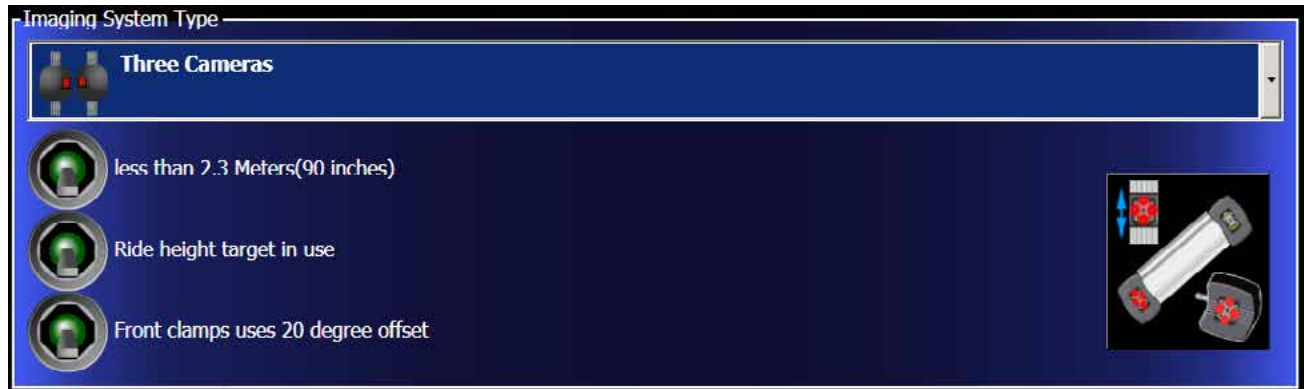 Imaging System Type
Three Cameras
less than 2.3 Meters(90 inches)
Ride height target in use
Front clamps uses 20 degree offset